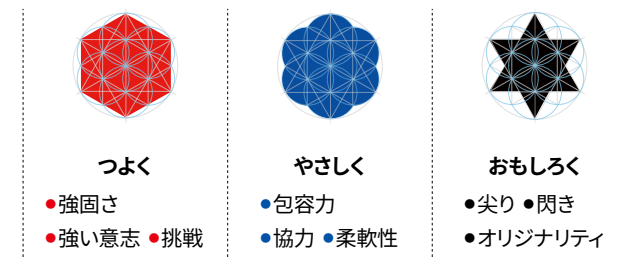 つよく
●強固さ
●強い意志 ●挑戦
やさしく
●包容力
●協力 ●柔軟性
おもしろく
●尖り ●閃き
●オリジナリティ